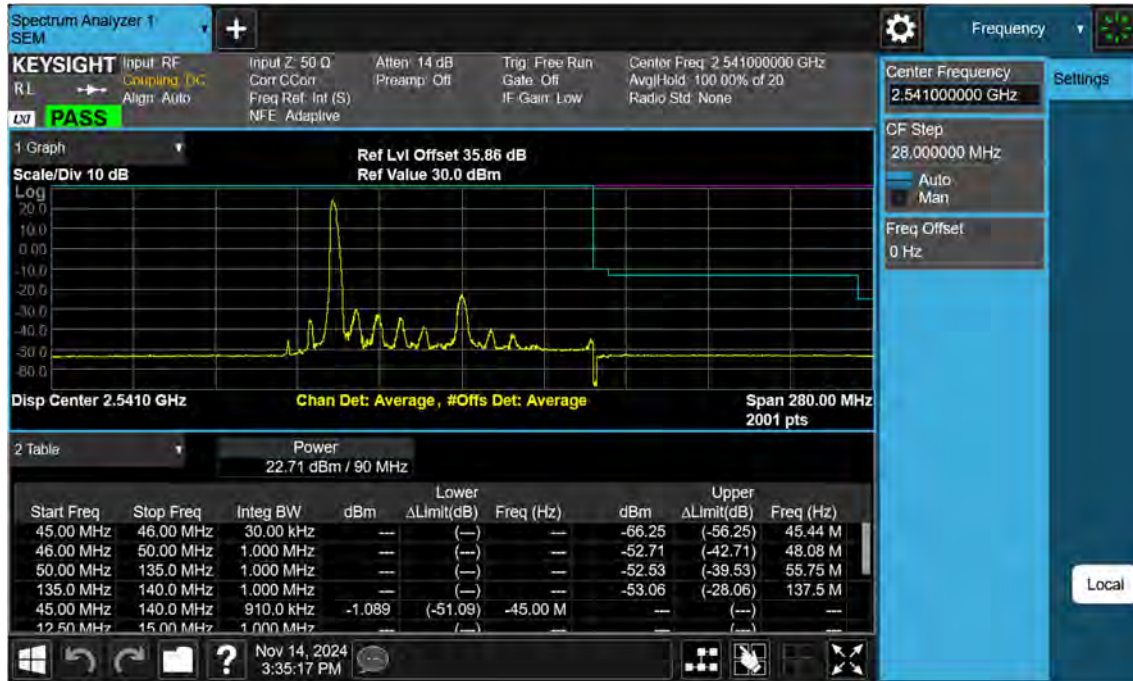 Spectrum Analyzer 1
SEM
+
Frequency
KEYSIGHT
RL
LXI PASS
Input: RF
Coupling: DC
Align: Auto
Input Z: 50 Ω
Corr CCorr
Freq Ref: Int (S)
NFE: Adaptive
Atten: 14 dB
Preamp: Off
Trig: Free Run
Gate: Off
IF Gain: Low
Center Freq: 2.541000000 GHz
Avg|Hold: 100.00% of 20
Radio Std: None
Center Frequency
2.541000000 GHz
Settings
CF Step
28.000000 MHz
Auto
Man
Freq Offset
0 Hz
Local
1 Graph
Scale/Div 10 dB
Ref Lvl Offset 35.86 dB
Ref Value 30.0 dBm
Log
20.0
10.0
0.00
-10.0
-20.0
-30.0
-40.0
-50.0
-60.0
Disp Center 2.5410 GHz
Chan Det: Average, #Offs Det: Average
Span 280.00 MHz
2001 pts
2 Table
Power
22.71 dBm / 90 MHz
Lower Upper
Start Freq Stop Freq Integ BW dBm ΔLimit(dB) Freq (Hz) dBm ΔLimit(dB) Freq (Hz)
45.00 MHz 46.00 MHz 30.00 kHz --- (---) --- -66.25 (-56.25) 45.44 M
46.00 MHz 50.00 MHz 1.000 MHz --- (---) --- -52.71 (-42.71) 48.08 M
50.00 MHz 135.0 MHz 1.000 MHz --- (---) --- -52.53 (-39.53) 55.75 M
135.0 MHz 140.0 MHz 1.000 MHz --- (---) --- -53.06 (-28.06) 137.5 M
45.00 MHz 140.0 MHz 910.0 kHz -1.089 (-51.09) -45.00 M --- (---) ---
12.50 MHz 15.00 MHz 1.000 MHz --- (---) --- --- (---) ---
?
Nov 14, 2024
3:35:17 PM